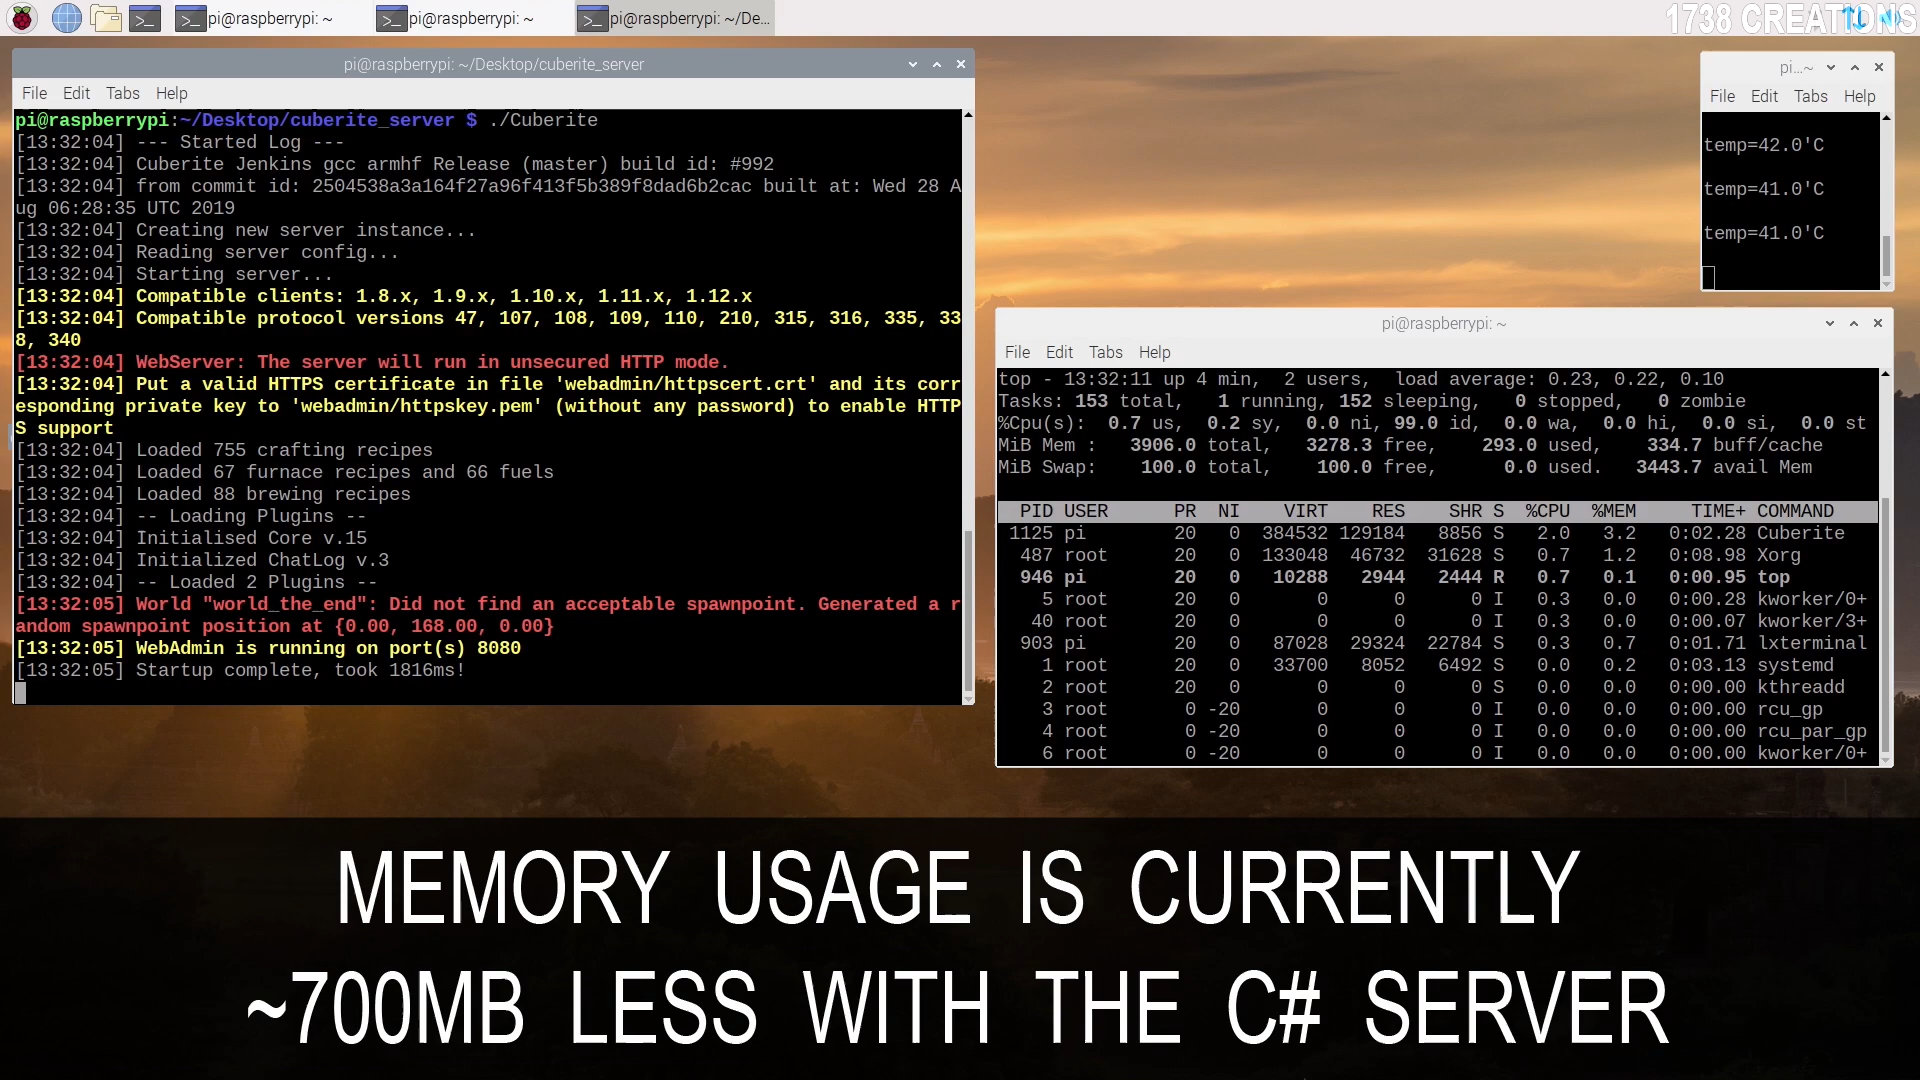 pi@raspberrypi: ~
pi@raspberrypi: ~
pi@raspberrypi: ~/De...
1738 CREATIONS
pi@raspberrypi: ~/Desktop/cuberite_server
File Edit Tabs Help
pi@raspberrypi:~/Desktop/cuberite_server $ ./Cuberite
[13:32:04] --- Started Log ---
[13:32:04] Cuberite Jenkins gcc armhf Release (master) build id: #992
[13:32:04] from commit id: 2504538a3a164f27a96f413f5b389f8dad6b2cac built at: Wed 28 A
ug 06:28:35 UTC 2019
[13:32:04] Creating new server instance...
[13:32:04] Reading server config...
[13:32:04] Starting server...
[13:32:04] Compatible clients: 1.8.x, 1.9.x, 1.10.x, 1.11.x, 1.12.x
[13:32:04] Compatible protocol versions 47, 107, 108, 109, 110, 210, 315, 316, 335, 33
8, 340
[13:32:04] WebServer: The server will run in unsecured HTTP mode.
[13:32:04] Put a valid HTTPS certificate in file 'webadmin/httpscert.crt' and its corr
esponding private key to 'webadmin/httpskey.pem' (without any password) to enable HTTP
S support
[13:32:04] Loaded 755 crafting recipes
[13:32:04] Loaded 67 furnace recipes and 66 fuels
[13:32:04] Loaded 88 brewing recipes
[13:32:04] -- Loading Plugins --
[13:32:04] Initialised Core v.15
[13:32:04] Initialized ChatLog v.3
[13:32:04] -- Loaded 2 Plugins --
[13:32:05] World "world_the_end": Did not find an acceptable spawnpoint. Generated a r
andom spawnpoint position at {0.00, 168.00, 0.00}
[13:32:05] WebAdmin is running on port(s) 8080
[13:32:05] Startup complete, took 1816ms!
pi...~
File Edit Tabs Help
temp=42.0'C
temp=41.0'C
temp=41.0'C
pi@raspberrypi: ~
File Edit Tabs Help
top - 13:32:11 up 4 min, 2 users, load average: 0.23, 0.22, 0.10
Tasks: 153 total, 1 running, 152 sleeping, 0 stopped, 0 zombie
%Cpu(s): 0.7 us, 0.2 sy, 0.0 ni, 99.0 id, 0.0 wa, 0.0 hi, 0.0 si, 0.0 st
MiB Mem : 3906.0 total, 3278.3 free, 293.0 used, 334.7 buff/cache
MiB Swap: 100.0 total, 100.0 free, 0.0 used. 3443.7 avail Mem
PID USER PR NI VIRT RES SHR S %CPU %MEM TIME+ COMMAND
1125 pi 20 0 384532 129184 8856 S 2.0 3.2 0:02.28 Cuberite
487 root 20 0 133048 46732 31628 S 0.7 1.2 0:08.98 Xorg
946 pi 20 0 10288 2944 2444 R 0.7 0.1 0:00.95 top
5 root 20 0 0 0 0 I 0.3 0.0 0:00.28 kworker/0+
40 root 20 0 0 0 0 I 0.3 0.0 0:00.07 kworker/3+
903 pi 20 0 87028 29324 22784 S 0.3 0.7 0:01.71 lxterminal
1 root 20 0 33700 8052 6492 S 0.0 0.2 0:03.13 systemd
2 root 20 0 0 0 0 S 0.0 0.0 0:00.00 kthreadd
3 root 0 -20 0 0 0 I 0.0 0.0 0:00.00 rcu_gp
4 root 0 -20 0 0 0 I 0.0 0.0 0:00.00 rcu_par_gp
6 root 0 -20 0 0 0 I 0.0 0.0 0:00.00 kworker/0+
MEMORY USAGE IS CURRENTLY
~700MB LESS WITH THE C# SERVER